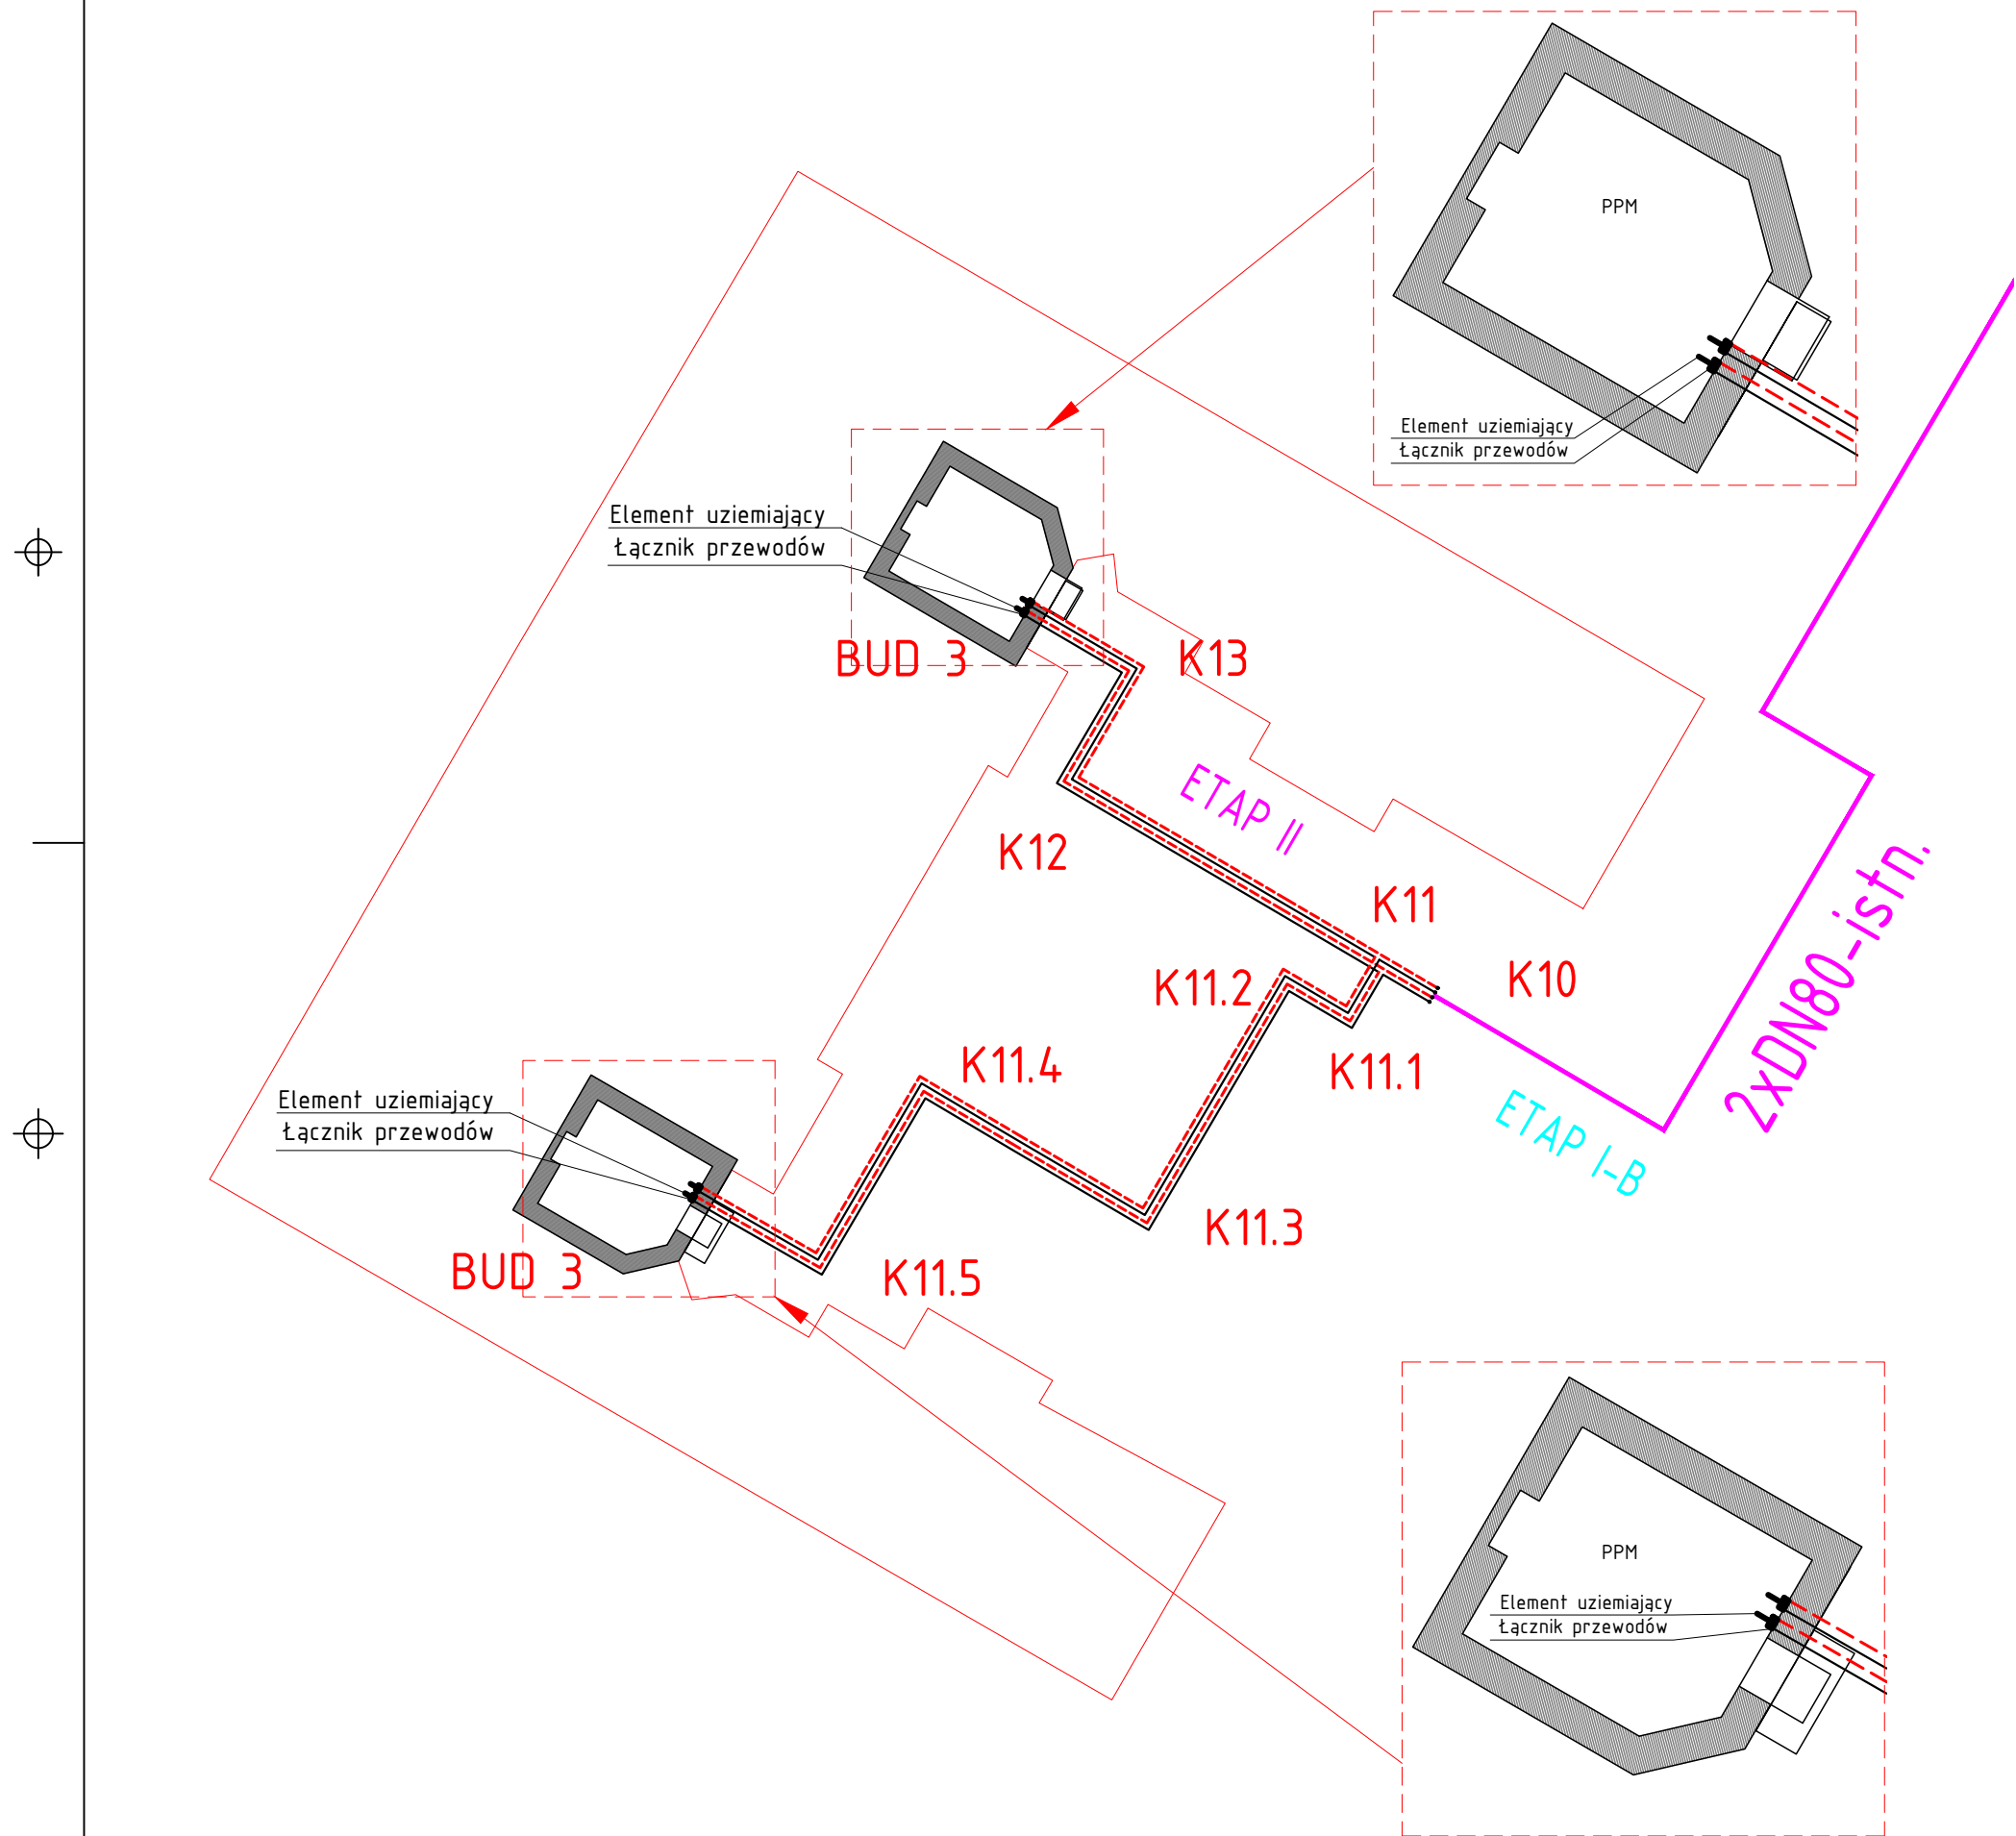 PPM
Element uziemiający
Łącznik przewodów
Element uziemiający
Łącznik przewodów
BUD 3
K13
ETAP II
K12
K11
K11.2
K10
2xDN80-istn.
K11.4
K11.1
Element uziemiający
Łącznik przewodów
ETAP I-B
K11.3
BUD 3
K11.5
PPM
Element uziemiający
Łącznik przewodów